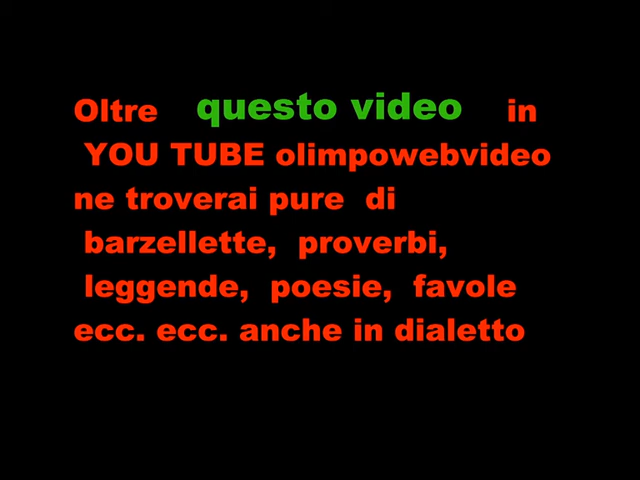 Oltre questo video in
YOU TUBE olimpowebvideo
ne troverai pure di
barzellette, proverbi,
leggende, poesie, favole
ecc. ecc. anche in dialetto